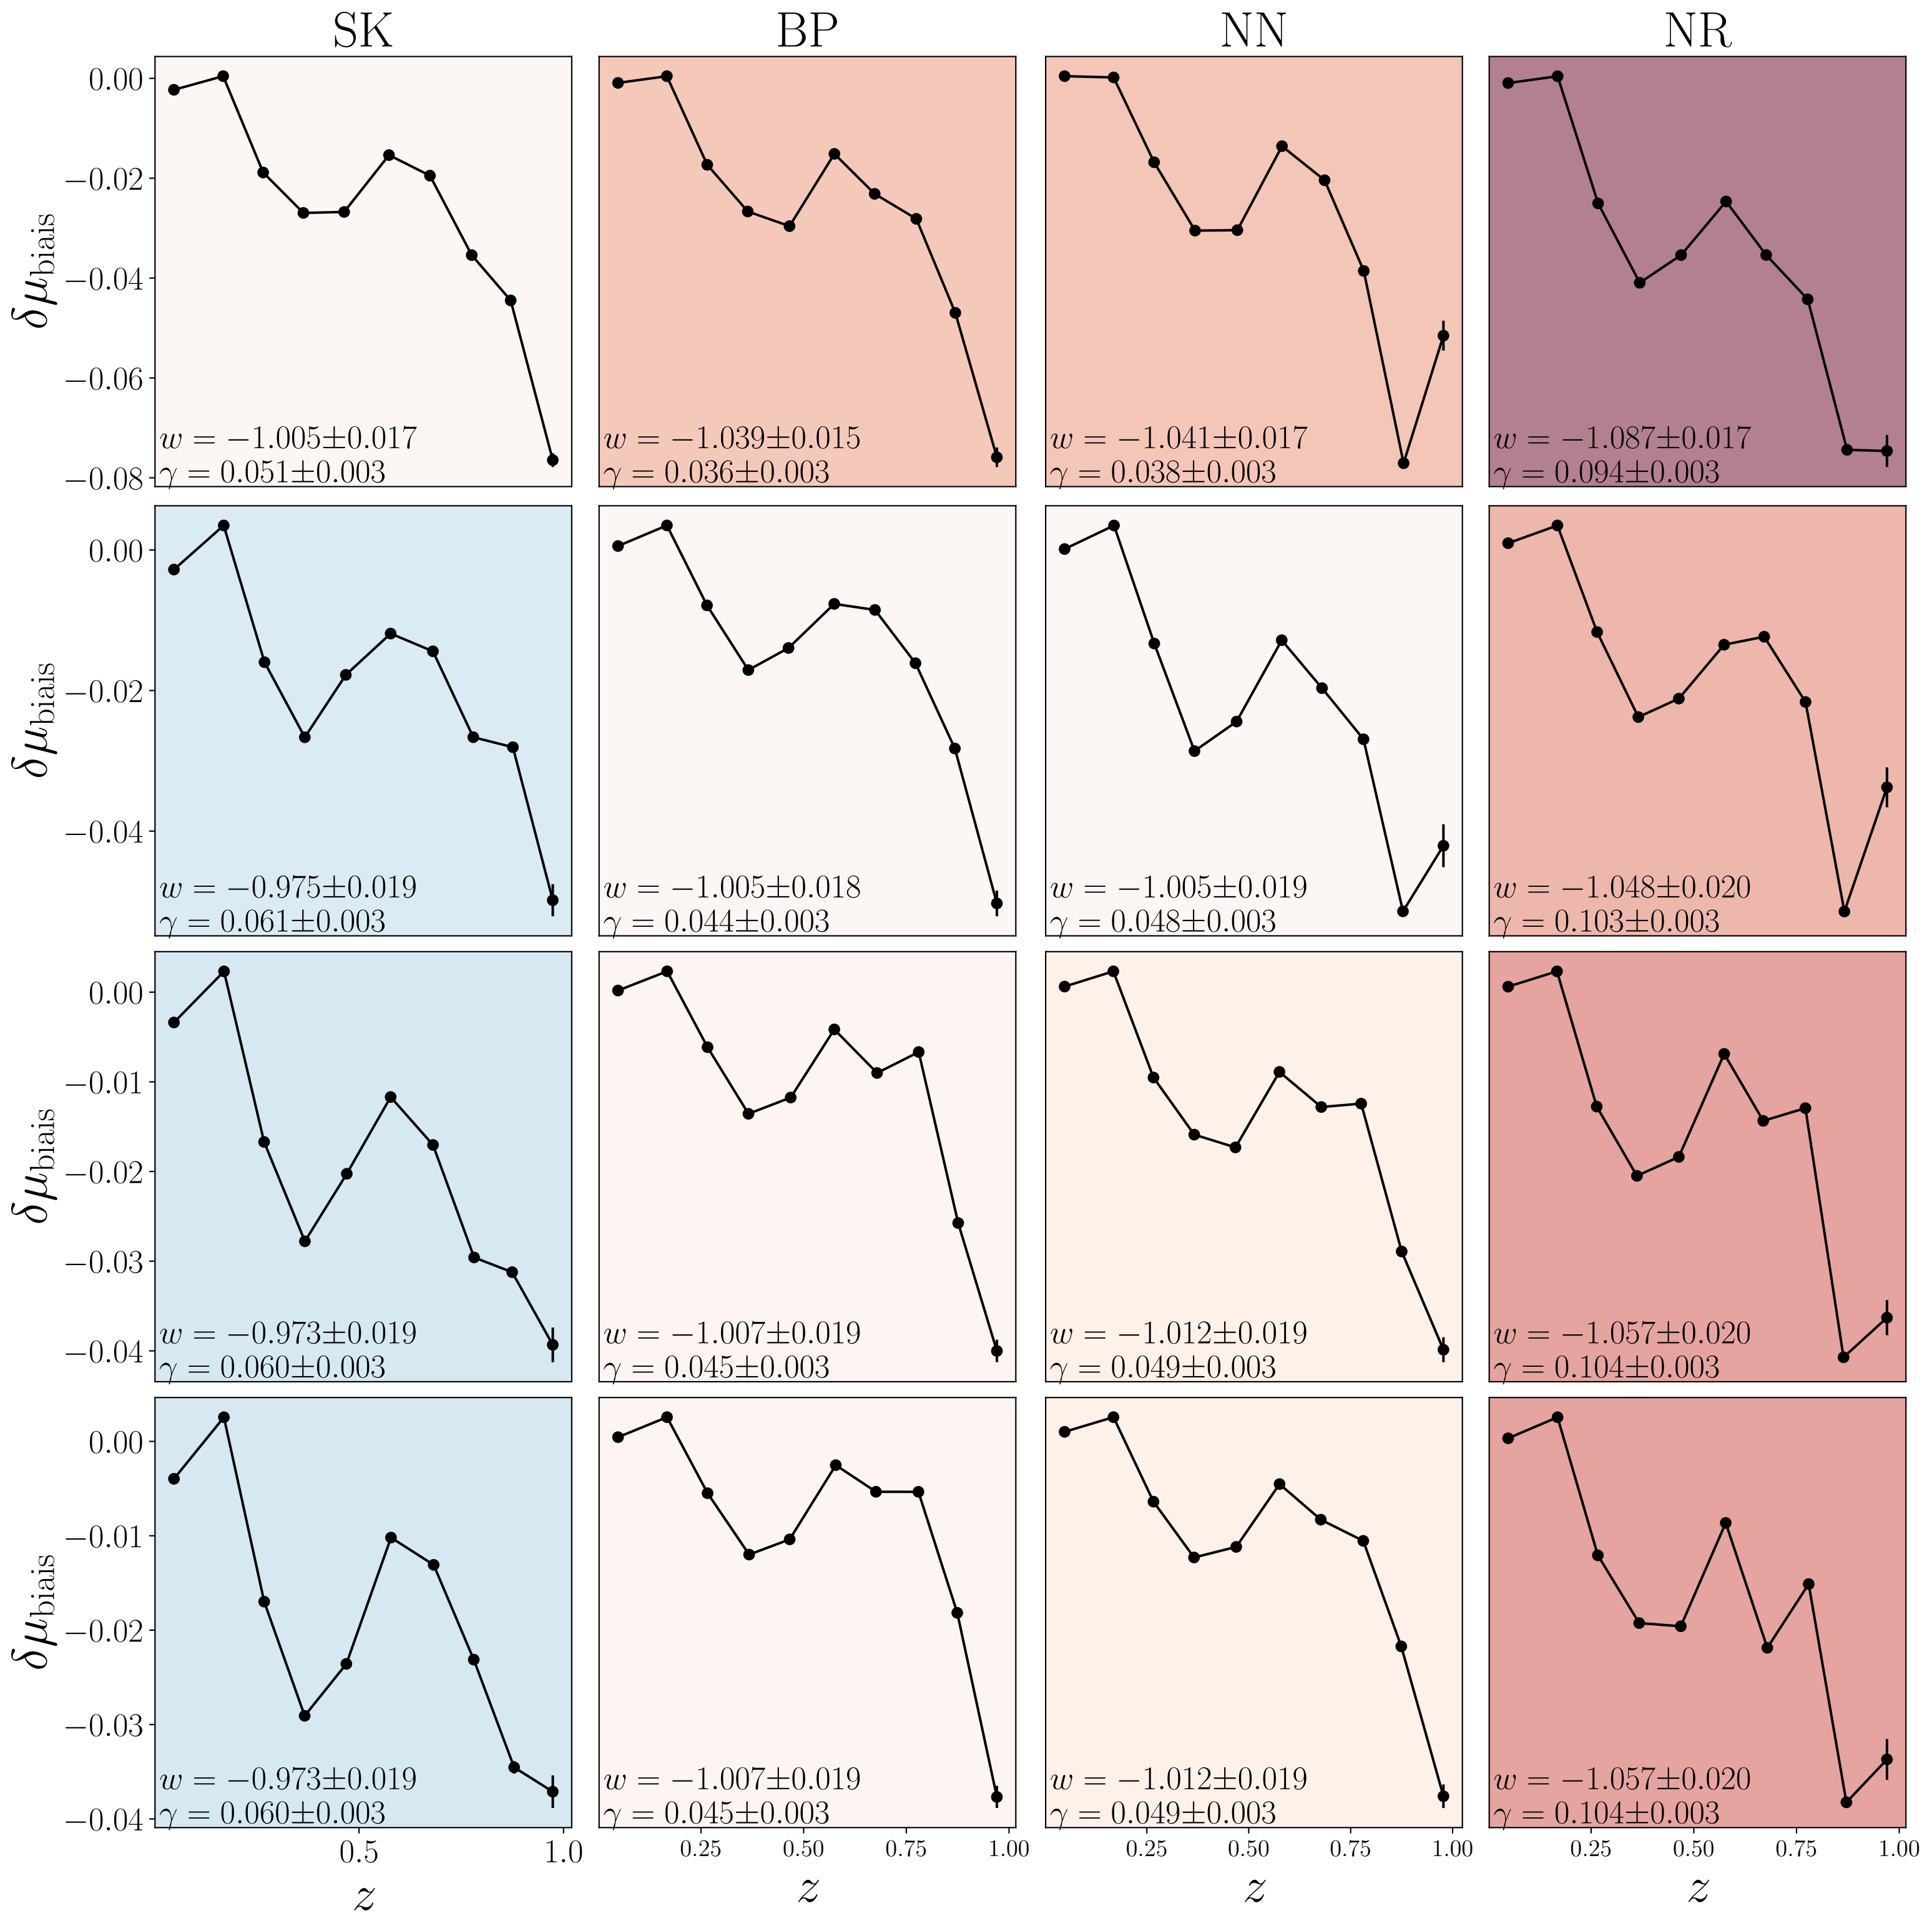 SK BP NN NR
0.00
−0.02
−0.04
−0.06
−0.08
δμbiais
w = −1.005±0.017
γ = 0.051±0.003
w = −1.039±0.015
γ = 0.036±0.003
w = −1.041±0.017
γ = 0.038±0.003
w = −1.087±0.017
γ = 0.094±0.003
0.00
−0.02
−0.04
δμbiais
w = −0.975±0.019
γ = 0.061±0.003
w = −1.005±0.018
γ = 0.044±0.003
w = −1.005±0.019
γ = 0.048±0.003
w = −1.048±0.020
γ = 0.103±0.003
0.00
−0.01
−0.02
−0.03
−0.04
δμbiais
w = −0.973±0.019
γ = 0.060±0.003
w = −1.007±0.019
γ = 0.045±0.003
w = −1.012±0.019
γ = 0.049±0.003
w = −1.057±0.020
γ = 0.104±0.003
0.00
−0.01
−0.02
−0.03
−0.04
δμbiais
w = −0.973±0.019
γ = 0.060±0.003
w = −1.007±0.019
γ = 0.045±0.003
w = −1.012±0.019
γ = 0.049±0.003
w = −1.057±0.020
γ = 0.104±0.003
0.5 1.0 0.25 0.50 0.75 1.00 0.25 0.50 0.75 1.00 0.25 0.50 0.75 1.00
z z z z